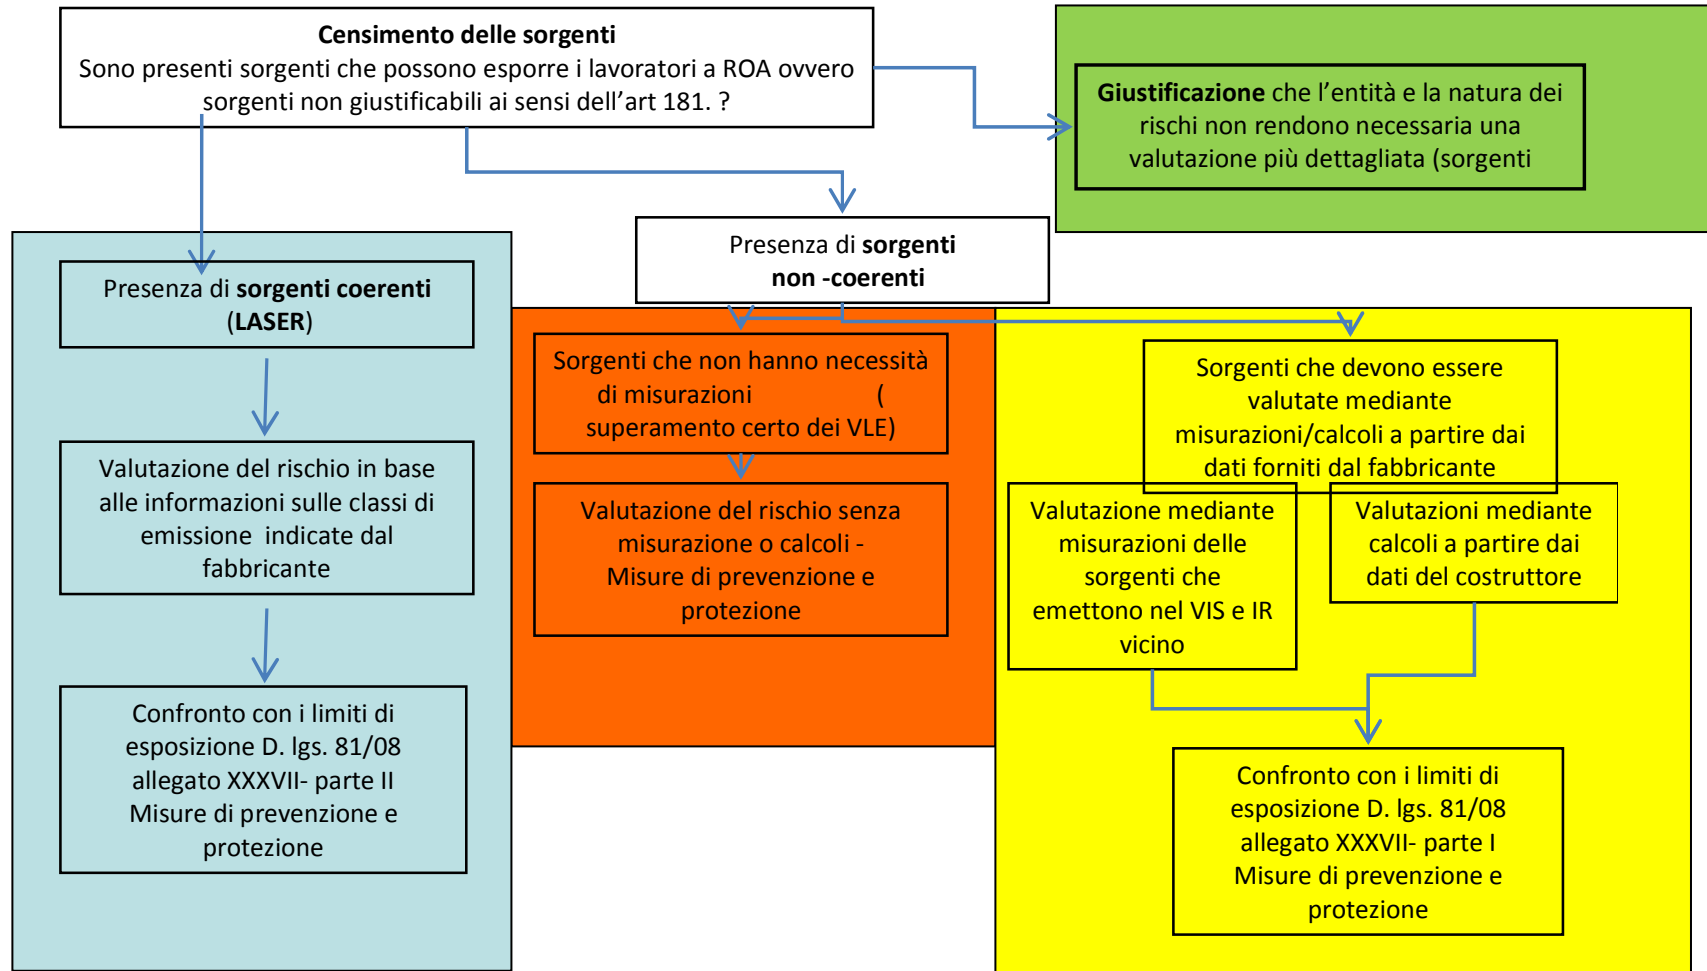 Censimento delle sorgenti
Sono presenti sorgenti che possono esporre i lavoratori a ROA ovvero
sorgenti non giustificabili ai sensi dell'art 181. ?
Giustificazione che l'entità e la natura dei
rischi non rendono necessaria una
valutazione più dettagliata (sorgenti
Presenza di sorgenti
non -coerenti
Presenza di sorgenti coerenti
(LASER)
Valutazione del rischio in base
alle informazioni sulle classi di
emissione indicate dal
fabbricante
Confronto con i limiti di
esposizione D. lgs. 81/08
allegato XXXVII- parte II
Misure di prevenzione e
protezione
Sorgenti che non hanno necessità
di misurazioni (
superamento certo dei VLE)
Valutazione del rischio senza
misurazione o calcoli -
Misure di prevenzione e
protezione
Sorgenti che devono essere
valutate mediante
misurazioni/calcoli a partire dai
dati forniti dal fabbricante
Valutazione mediante
misurazioni delle
sorgenti che
emettono nel VIS e IR
vicino
Valutazioni mediante
calcoli a partire dai
dati del costruttore
Confronto con i limiti di
esposizione D. lgs. 81/08
allegato XXXVII- parte I
Misure di prevenzione e
protezione